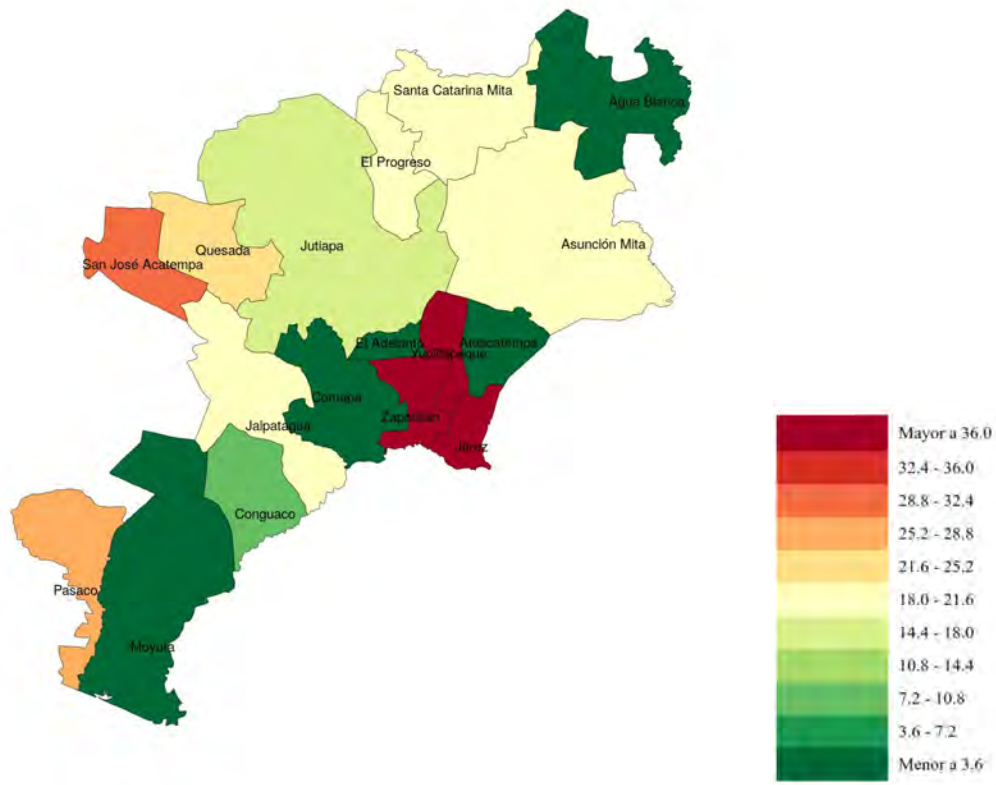 Santa Catarina Mita
Agua Blanca
El Progreso
Asunción Mita
Jutiapa
Quesada
San José Acatempa
El Adelanto
Atescatempa
Yupiltepeque
Comapa
Zapotitlán
Jalpatagua
Jerez
Conguaco
Pasaco
Moyuta
Mayor a 36.0
32.4 - 36.0
28.8 - 32.4
25.2 - 28.8
21.6 - 25.2
18.0 - 21.6
14.4 - 18.0
10.8 - 14.4
7.2 - 10.8
3.6 - 7.2
Menor a 3.6